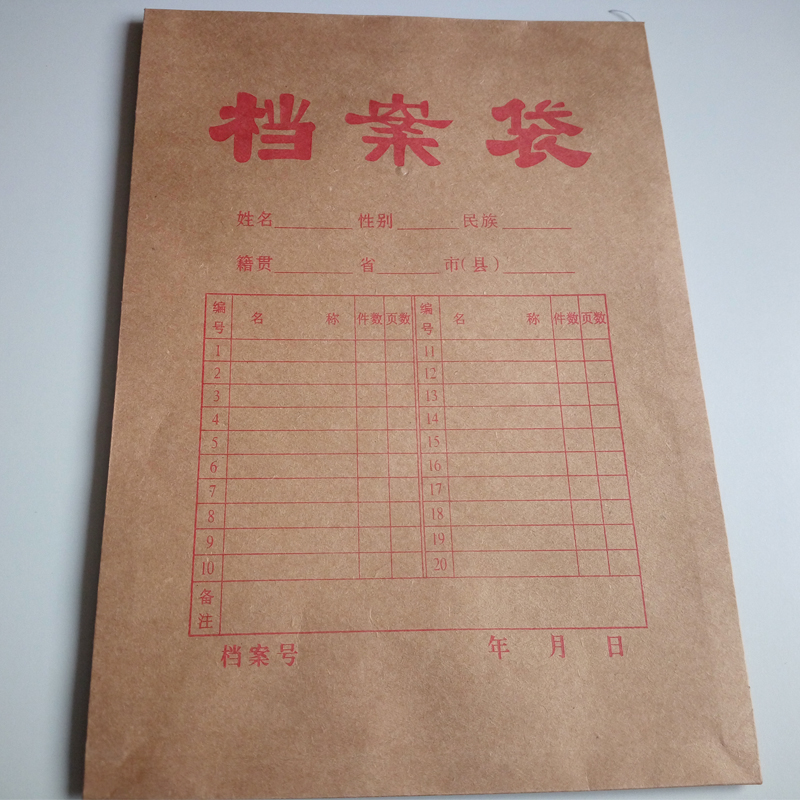 档案袋
姓名________ 性别______ 民族_______
籍贯________省______市(县)_______
编号 名 称 件数 页数 编号 名 称 件数 页数
1 11
2 12
3 13
4 14
5 15
6 16
7 17
8 18
9 19
10 20
备注
档案号 年 月 日